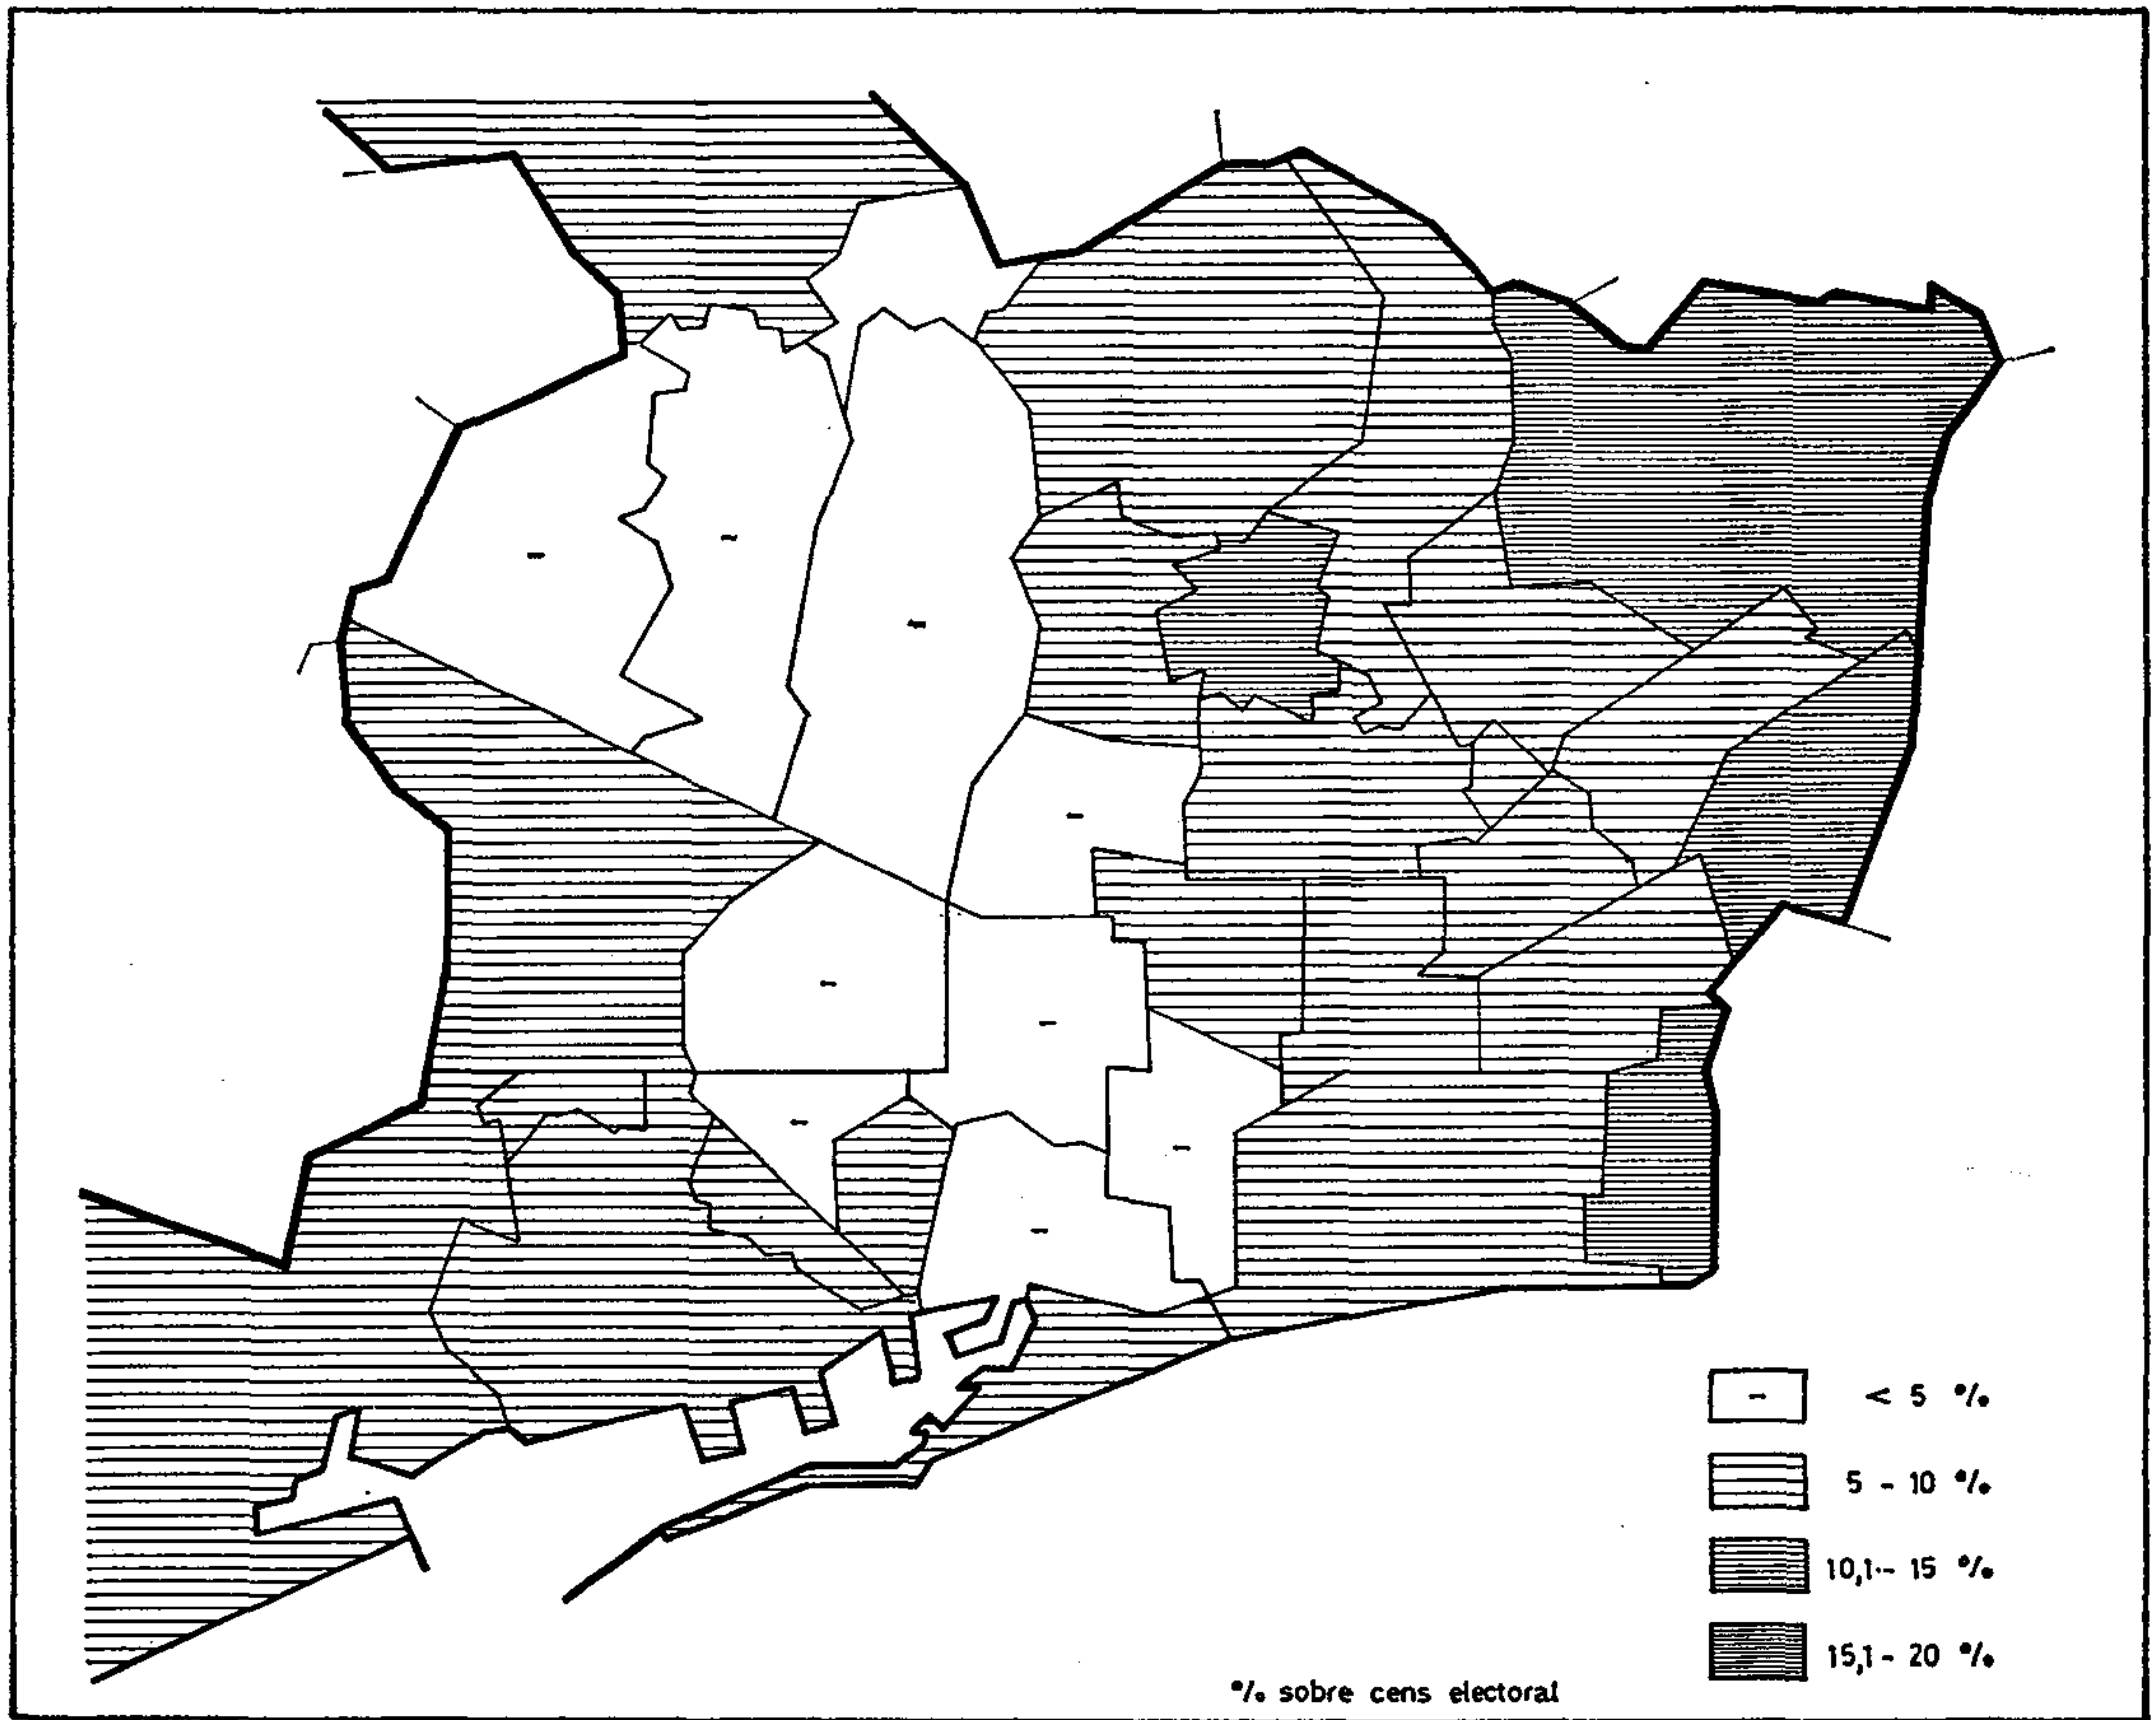 < 5 %
5 - 10 %
10,1 - 15 %
15,1 - 20 %
% sobre cens electoral